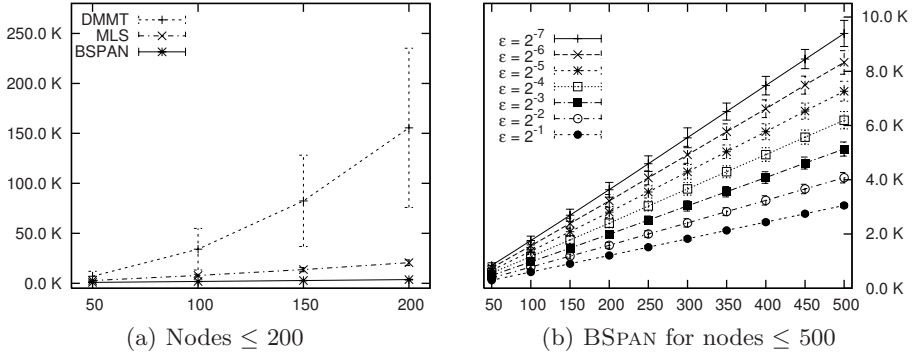 250.0 K
200.0 K
150.0 K
100.0 K
50.0 K
0.0 K
DMMT
MLS
BSPAN
50 100 150 200
(a) Nodes ≤ 200
ε = 2^-7
ε = 2^-6
ε = 2^-5
ε = 2^-4
ε = 2^-3
ε = 2^-2
ε = 2^-1
10.0 K
8.0 K
6.0 K
4.0 K
2.0 K
0.0 K
50 100 150 200 250 300 350 400 450 500
(b) BSPAN for nodes ≤ 500